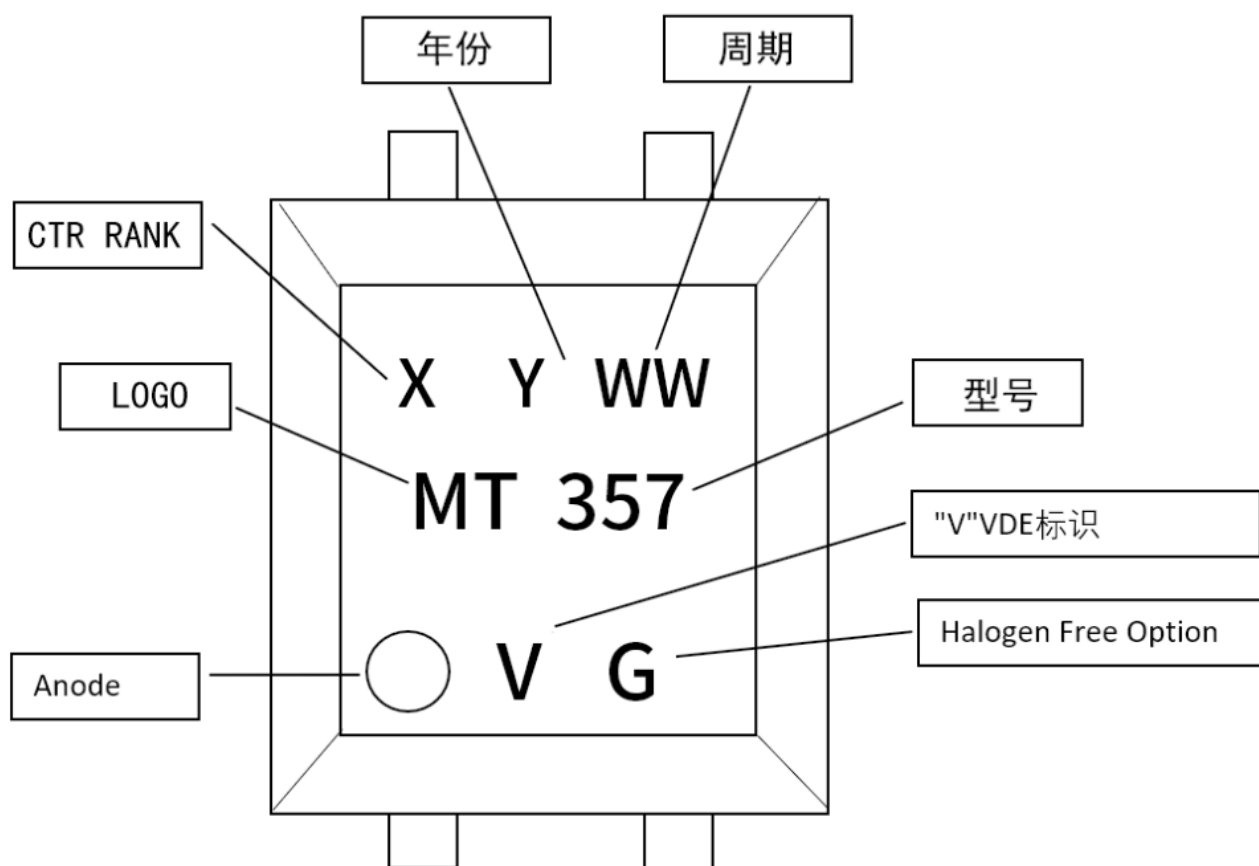 年份
周期
CTR RANK
X Y WW
LOGO
MT 357
型号
"V"VDE标识
Halogen Free Option
Anode
V G